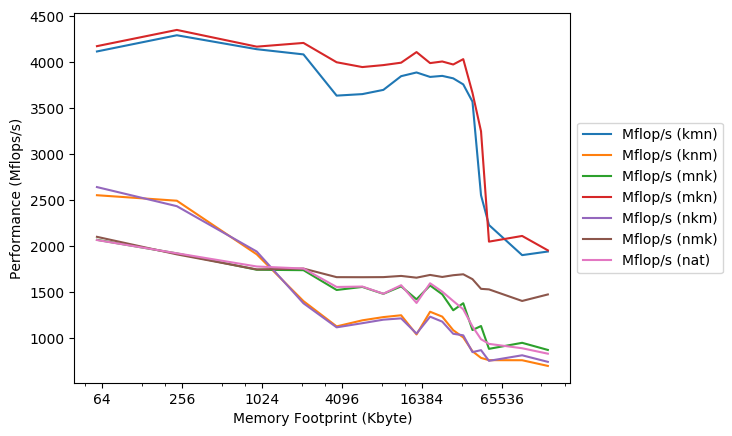 4500
4000
3500
3000
2500
2000
1500
1000
Performance (Mflops/s)
64 256 1024 4096 16384 65536
Memory Footprint (Kbyte)
Mflop/s (kmn)
Mflop/s (knm)
Mflop/s (mnk)
Mflop/s (mkn)
Mflop/s (nkm)
Mflop/s (nmk)
Mflop/s (nat)